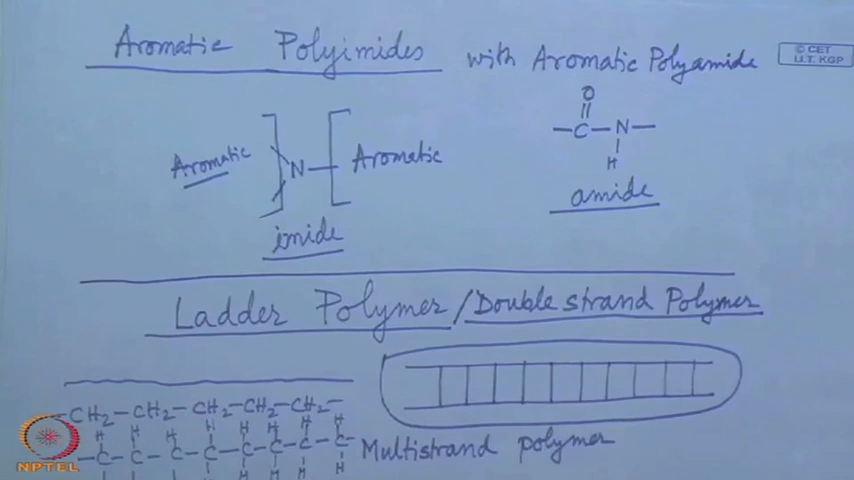 Aromatic Polyimides with Aromatic Polyamide
© CET
I.I.T. KGP
O
Aromatic N Aromatic
— C — N —
H
imide
amide
Ladder Polymer / Double strand Polymer
CH2 — CH2 — CH2 — CH2 — CH2 —
H H H H H H H H
— C — C — C — C — C — C — C — C
H H H H H
Multistrand polymer
NPTEL